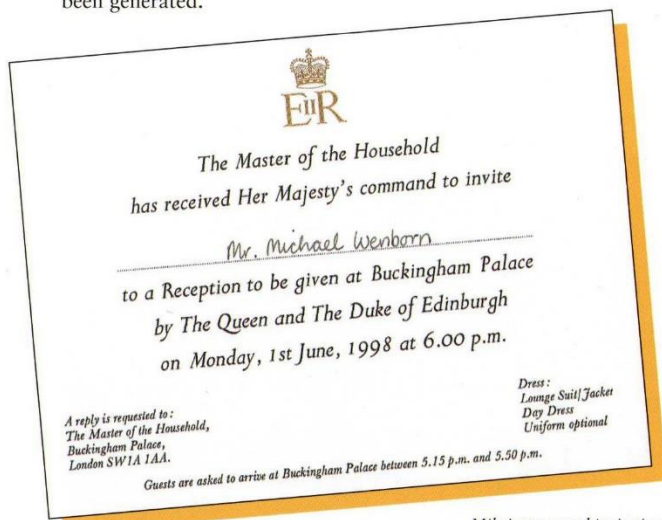 been generated.
EIIR
The Master of the Household
has received Her Majesty's command to invite
Mr. Michael Wenborn
to a Reception to be given at Buckingham Palace
by The Queen and The Duke of Edinburgh
on Monday, 1st June, 1998 at 6.00 p.m.
A reply is requested to:
The Master of the Household,
Buckingham Palace,
London SW1A 1AA.
Dress:
Lounge Suit/Jacket
Day Dress
Uniform optional
Guests are asked to arrive at Buckingham Palace between 5.15 p.m. and 5.50 p.m.